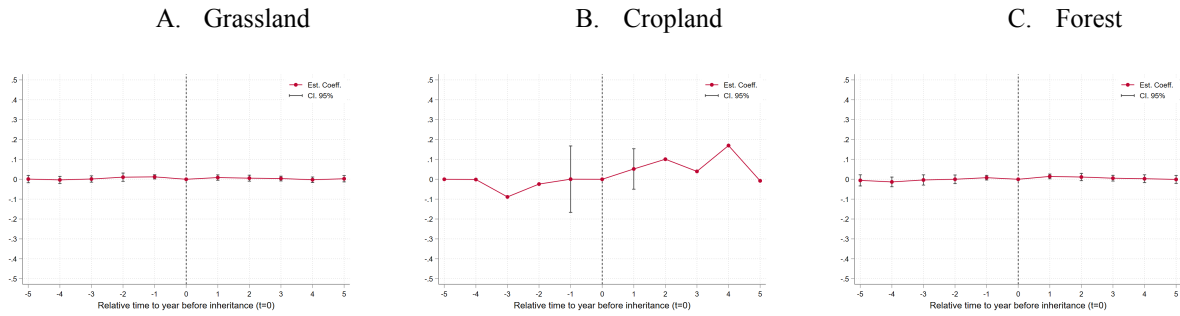 A. Grassland
.5
.4
.3
.2
.1
0
-.1
-.2
-.3
-.4
-.5
-5 -4 -3 -2 -1 0 1 2 3 4 5
Relative time to year before inheritance (t=0)
Est. Coeff.
CI. 95%
B. Cropland
.5
.4
.3
.2
.1
0
-.1
-.2
-.3
-.4
-.5
-5 -4 -3 -2 -1 0 1 2 3 4 5
Relative time to year before inheritance (t=0)
Est. Coeff.
CI. 95%
C. Forest
.5
.4
.3
.2
.1
0
-.1
-.2
-.3
-.4
-.5
-5 -4 -3 -2 -1 0 1 2 3 4 5
Relative time to year before inheritance (t=0)
Est. Coeff.
CI. 95%